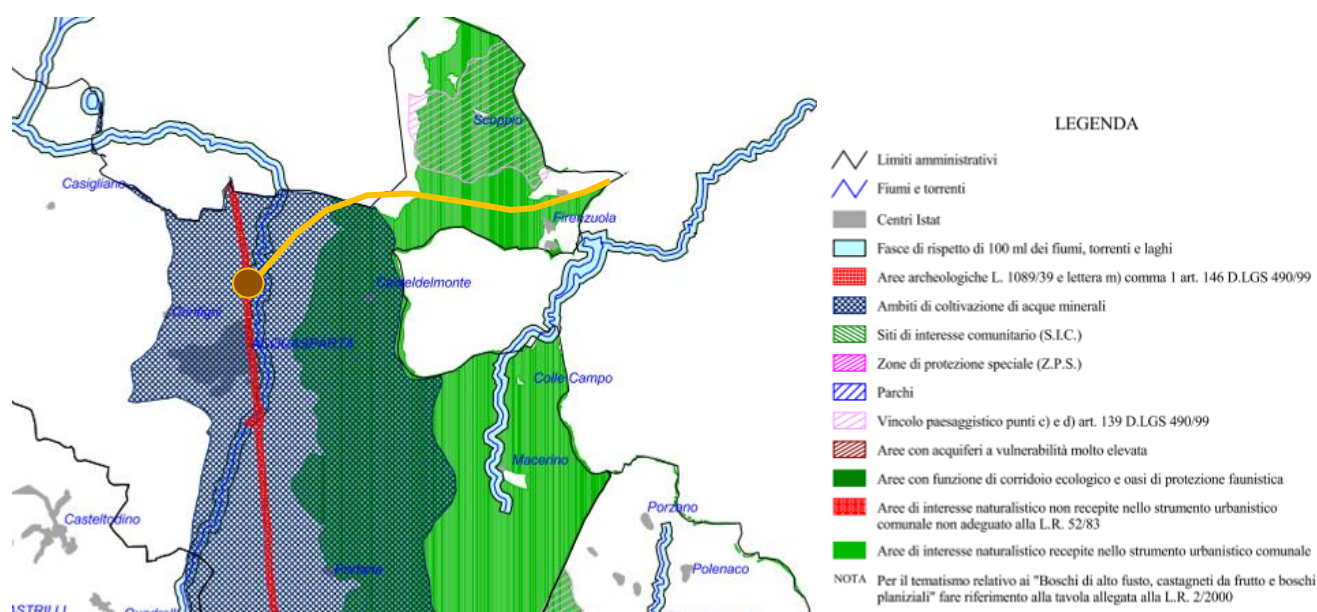 Scoppio
Casigliano
Firenzuola
Casteldelmonte
Configni
ACQUASPARTA
Colle Campo
Macerino
Casteltodino
Porzano
Polenaco
Portaria
LEGENDA
Limiti amministrativi
Fiumi e torrenti
Centri Istat
Fasce di rispetto di 100 ml dei fiumi, torrenti e laghi
Aree archeologiche L. 1089/39 e lettera m) comma 1 art. 146 D.LGS 490/99
Ambiti di coltivazione di acque minerali
Siti di interesse comunitario (S.I.C.)
Zone di protezione speciale (Z.P.S.)
Parchi
Vincolo paesaggistico punti c) e d) art. 139 D.LGS 490/99
Aree con acquiferi a vulnerabilità molto elevata
Aree con funzione di corridoio ecologico e oasi di protezione faunistica
Aree di interesse naturalistico non recepite nello strumento urbanistico
comunale non adeguato alla L.R. 52/83
Aree di interesse naturalistico recepite nello strumento urbanistico comunale
NOTA Per il tematismo relativo ai "Boschi di alto fusto, castagneti da frutto e boschi
planiziali" fare riferimento alla tavola allegata alla L.R. 2/2000